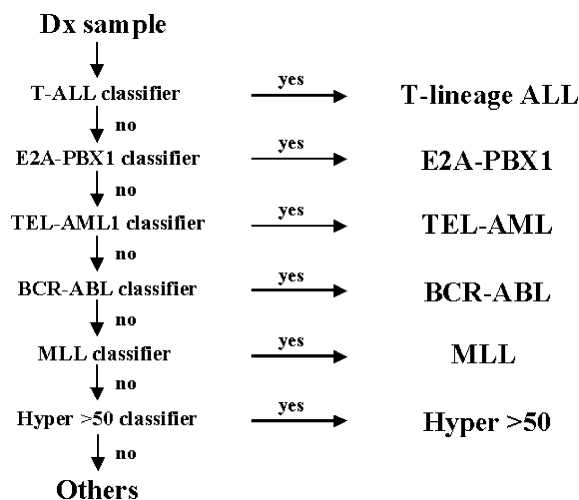 Dx sample
T-ALL classifier yes T-lineage ALL
no
E2A-PBX1 classifier yes E2A-PBX1
no
TEL-AML1 classifier yes TEL-AML
no
BCR-ABL classifier yes BCR-ABL
no
MLL classifier yes MLL
no
Hyper >50 classifier yes Hyper >50
no
Others